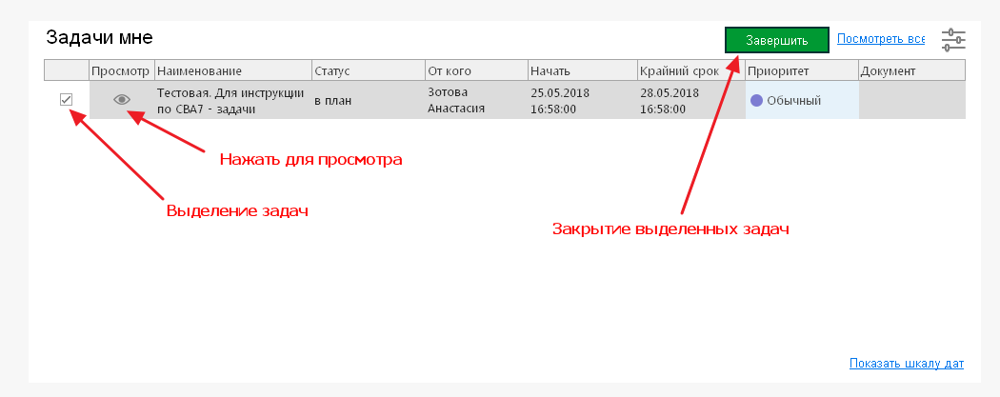 Задачи мне
Завершить
Посмотреть все
Просмотр Наименование Статус От кого Начать Крайний срок Приоритет Документ
Тестовая. Для инструкции по СВА7 - задачи
в план
Зотова Анастасия
25.05.2018 16:58:00
28.05.2018 16:58:00
Обычный
Нажать для просмотра
Выделение задач
Закрытие выделенных задач
Показать шкалу дат